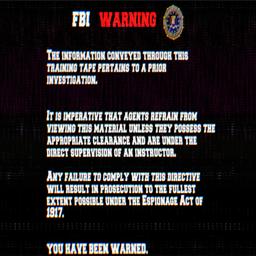 FBI WARNING
THE INFORMATION CONVEYED THROUGH THIS
TRAINING TAPE PERTAINS TO A PRIOR
INVESTIGATION.
IT IS IMPERATIVE THAT AGENTS REFRAIN FROM
VIEWING THIS MATERIAL UNLESS THEY POSSESS THE
APPROPRIATE CLEARANCE AND ARE UNDER THE
DIRECT SUPERVISION OF AN INSTRUCTOR.
ANY FAILURE TO COMPLY WITH THIS DIRECTIVE
WILL RESULT IN PROSECUTION TO THE FULLEST
EXTENT POSSIBLE UNDER THE ESPIONAGE ACT OF
1917.
YOU HAVE BEEN WARNED.